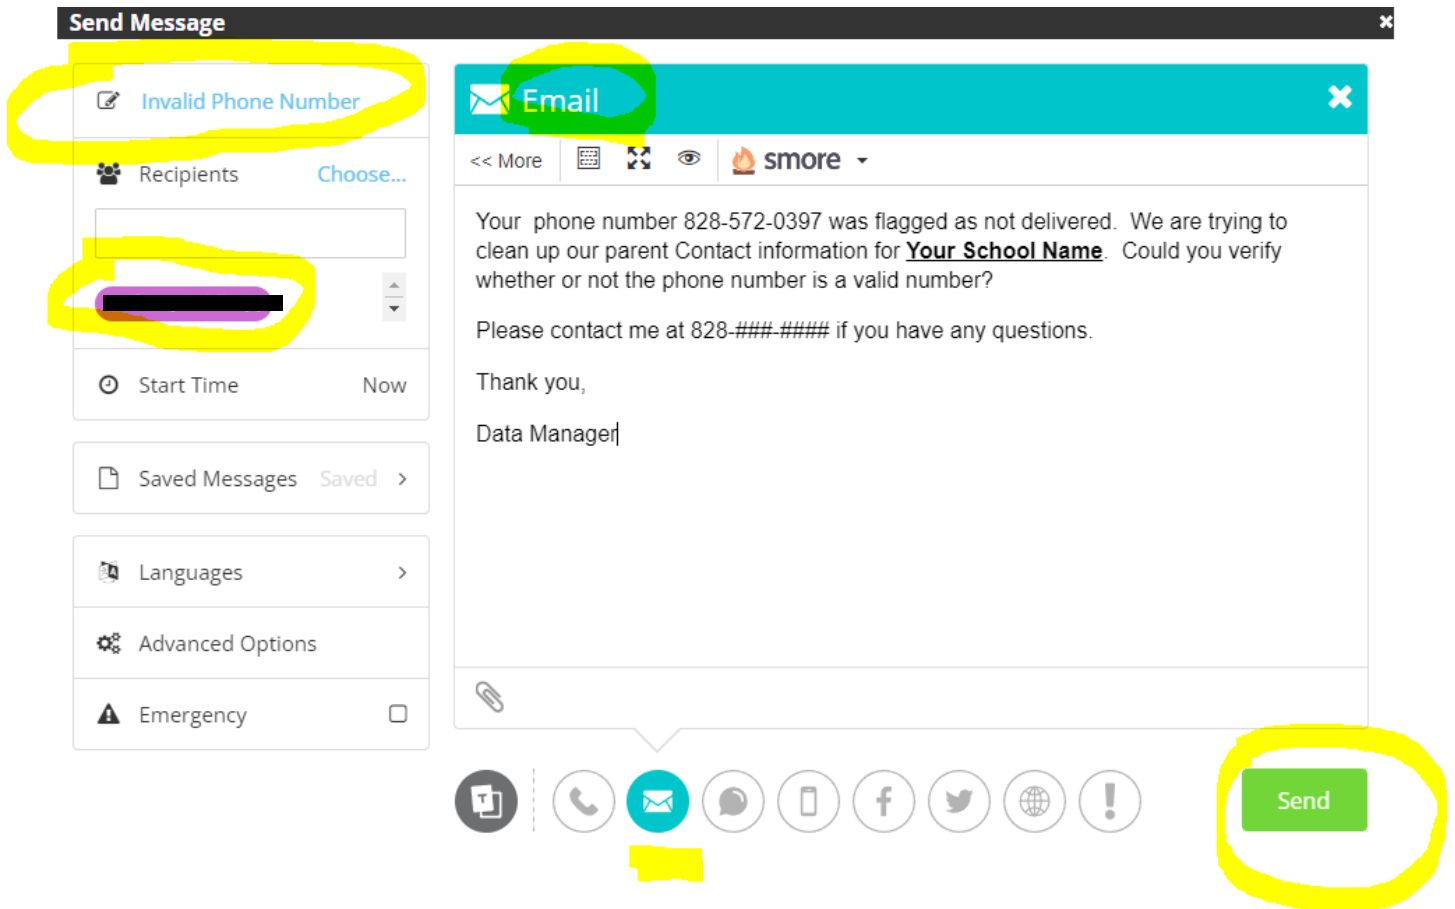 Send Message
Invalid Phone Number
Recipients Choose...
Start Time Now
Saved Messages Saved
Languages
Advanced Options
Emergency
Email
<< More smore
Your  phone number 828-572-0397 was flagged as not delivered.  We are trying to
clean up our parent Contact information for Your School Name.  Could you verify
whether or not the phone number is a valid number?
Please contact me at 828-###-#### if you have any questions.
Thank you,
Data Manager
T
Send